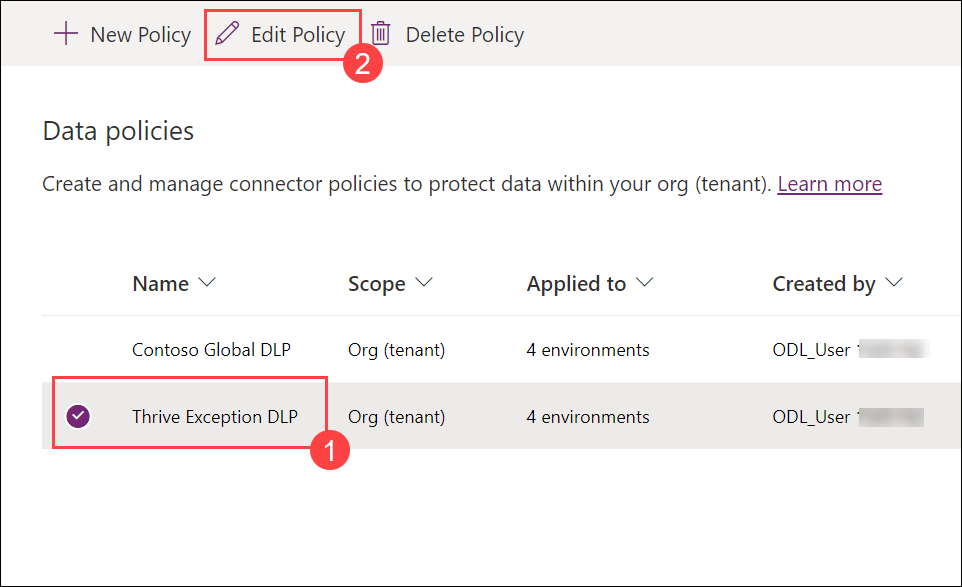 New Policy Edit Policy Delete Policy
2
Data policies
Create and manage connector policies to protect data within your org (tenant). Learn more
Name Scope Applied to Created by
Contoso Global DLP Org (tenant) 4 environments ODL_User
Thrive Exception DLP Org (tenant) 4 environments ODL_User
1